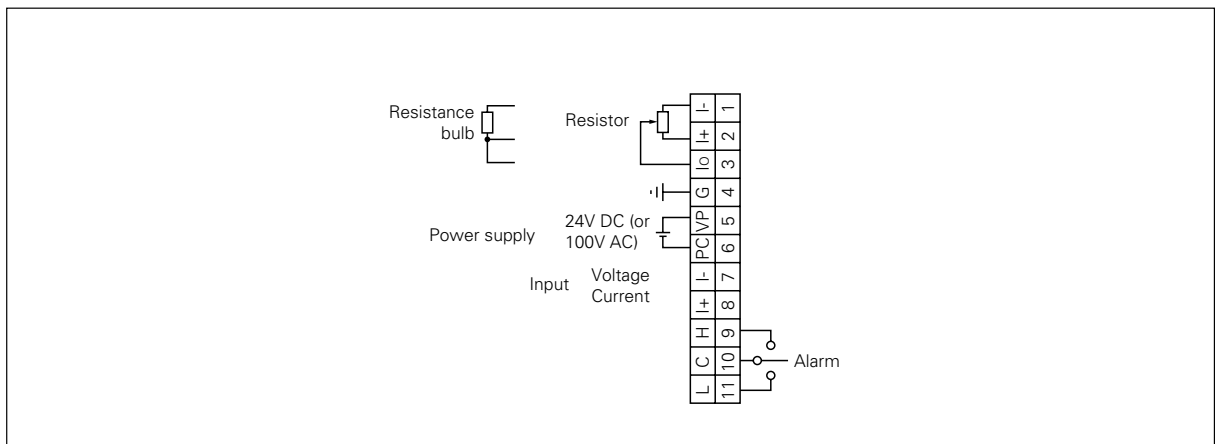 Resistance
bulb
Resistor
I- 1
I+ 2
Io 3
G 4
Power supply
24V DC (or
100V AC)
VP 5
PC 6
Input
Voltage
Current
I- 7
I+ 8
H 9
C 10
L 11
Alarm